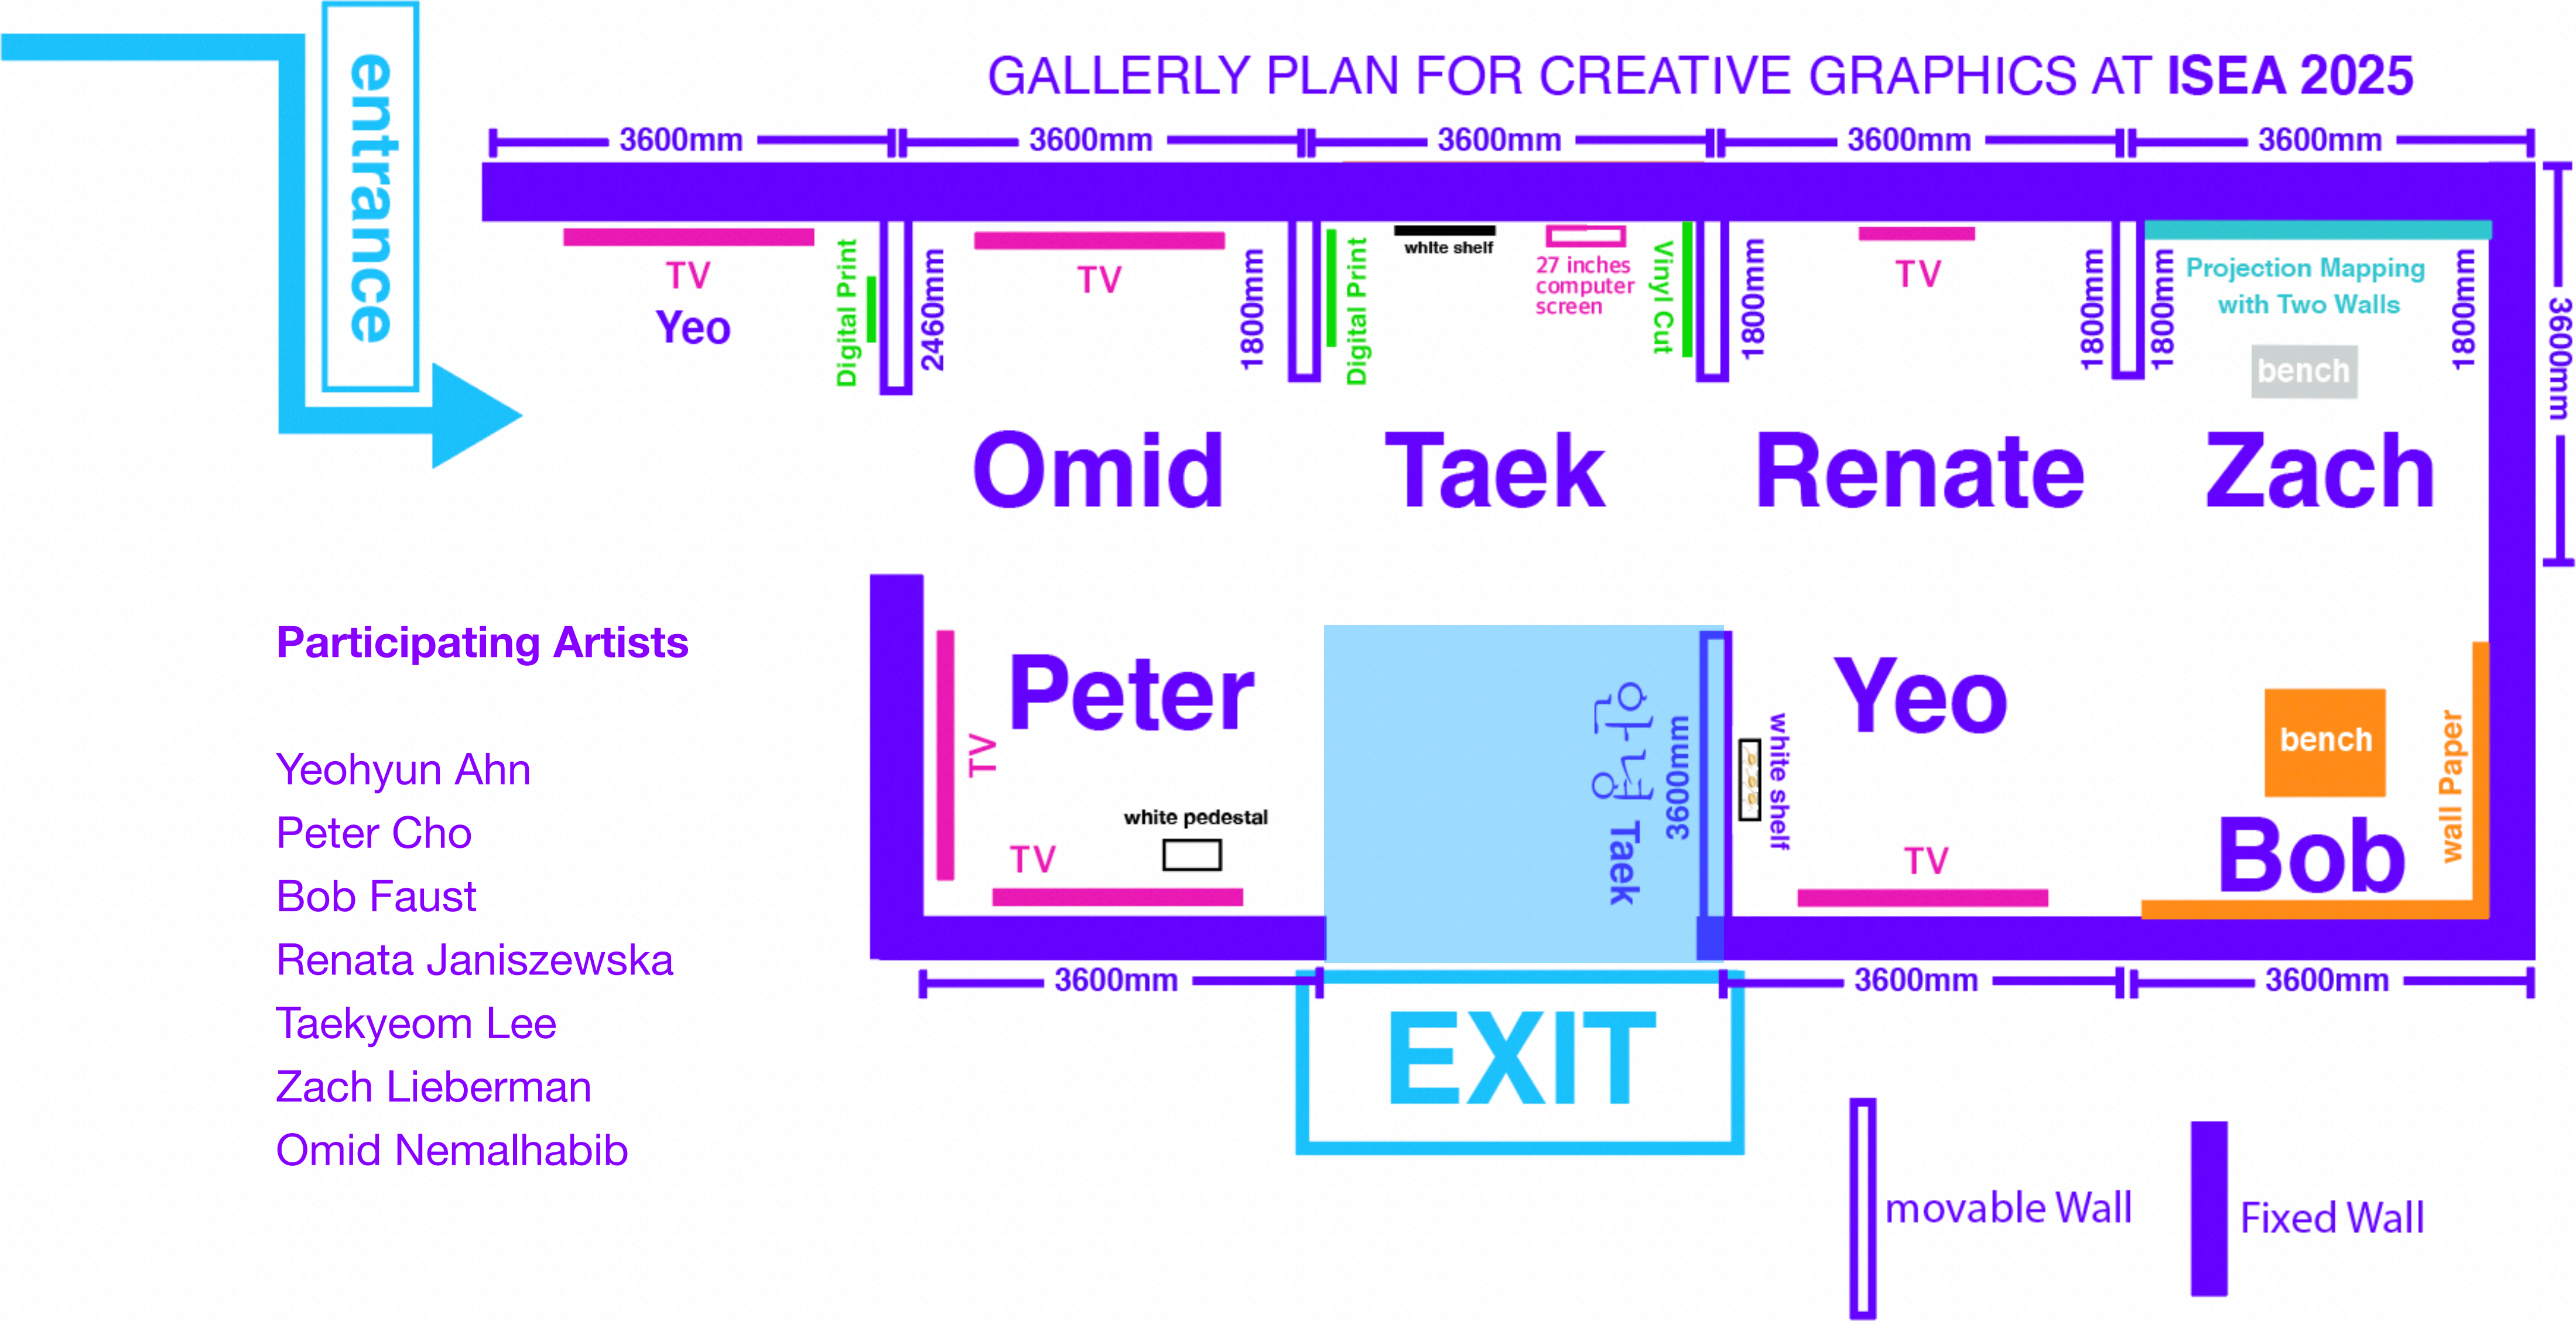 entrance
GALLERLY PLAN FOR CREATIVE GRAPHICS AT ISEA 2025
3600mm
3600mm
3600mm
3600mm
3600mm
3600mm
TV
Yeo
Digital Print
2460mm
TV
1800mm
Digital Print
white shelf
27 inches
computer
screen
Vinyl Cut
1800mm
TV
1800mm
1800mm
Projection Mapping
with Two Walls
bench
1800mm
Omid
Taek
Renate
Zach
Participating Artists
Yeohyun Ahn
Peter Cho
Bob Faust
Renata Janiszewska
Taekyeom Lee
Zach Lieberman
Omid Nemalhabib
TV
Peter
white pedestal
TV
안녕 Taek
3600mm
white shelf
Yeo
TV
bench
Bob
wall Paper
3600mm
3600mm
3600mm
EXIT
movable Wall
Fixed Wall